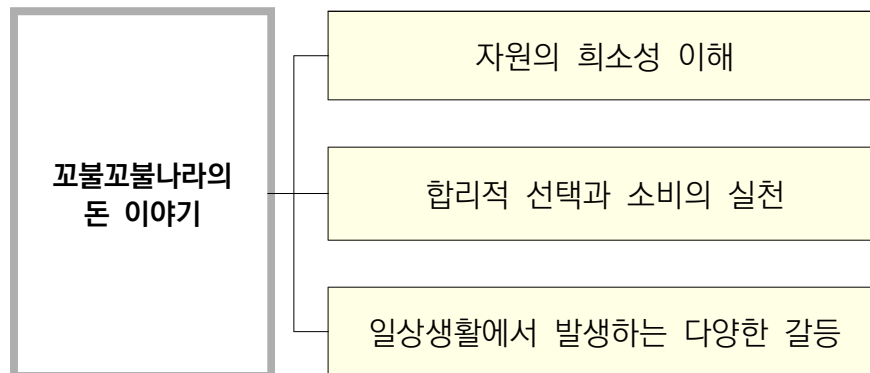 꼬불꼬불나라의
돈 이야기
자원의 희소성 이해
합리적 선택과 소비의 실천
일상생활에서 발생하는 다양한 갈등